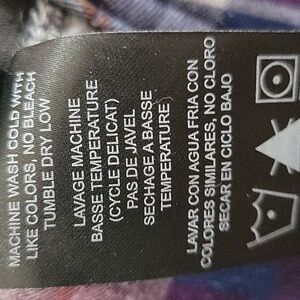 MACHINE WASH COLD WITH
LIKE COLORS, NO BLEACH
TUMBLE DRY LOW
LAVAGE MACHINE
BASSE TEMPERATURE
(CYCLE DELICAT)
PAS DE JAVEL
SECHAGE A BASSE
TEMPERATURE)
LAVAR CON AGUA FRIA CON
COLORES SIMILARES, NO CLORO
SECAR EN CICLO BAJO